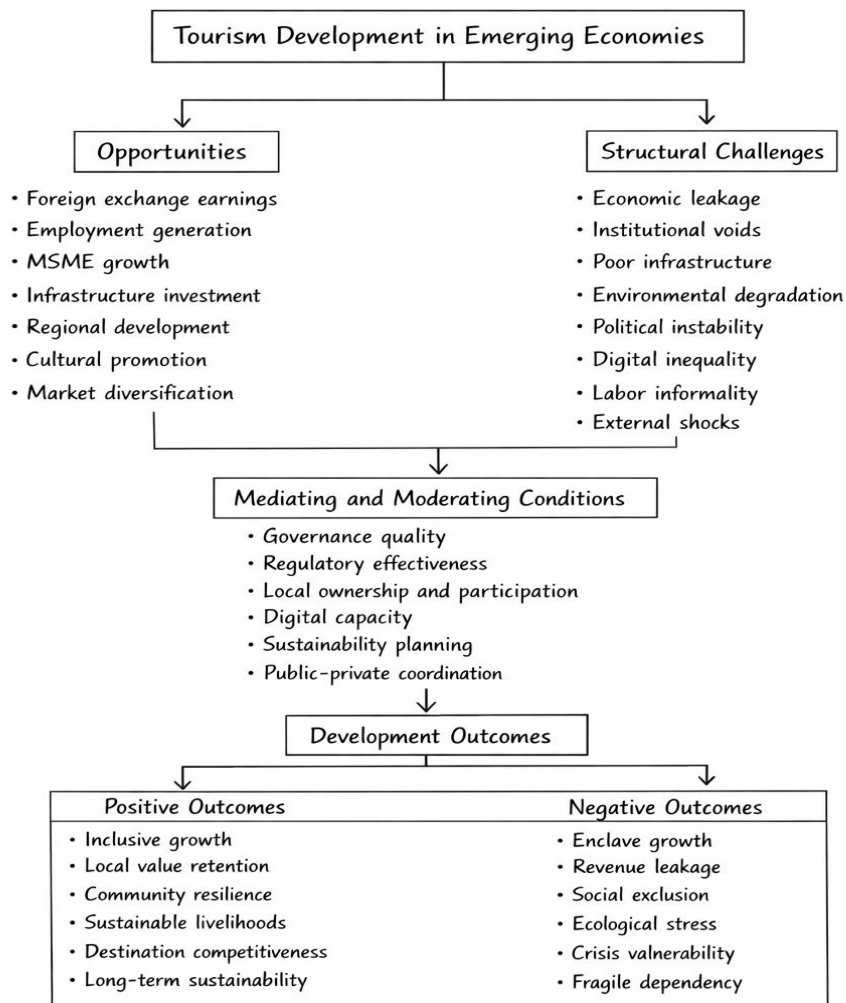 Tourism Development in Emerging Economies
Opportunities
• Foreign exchange earnings
• Employment generation
• MSME growth
• Infrastructure investment
• Regional development
• Cultural promotion
• Market diversification
Structural Challenges
• Economic leakage
• Institutional voids
• Poor infrastructure
• Environmental degradation
• Political instability
• Digital inequality
• Labor informality
• External shocks
Mediating and Moderating Conditions
• Governance quality
• Regulatory effectiveness
• Local ownership and participation
• Digital capacity
• Sustainability planning
• Public-private coordination
Development Outcomes
Positive Outcomes
• Inclusive growth
• Local value retention
• Community resilience
• Sustainable livelihoods
• Destination competitiveness
• Long-term sustainability
Negative Outcomes
• Enclave growth
• Revenue leakage
• Social exclusion
• Ecological stress
• Crisis valnerability
• Fragile dependency